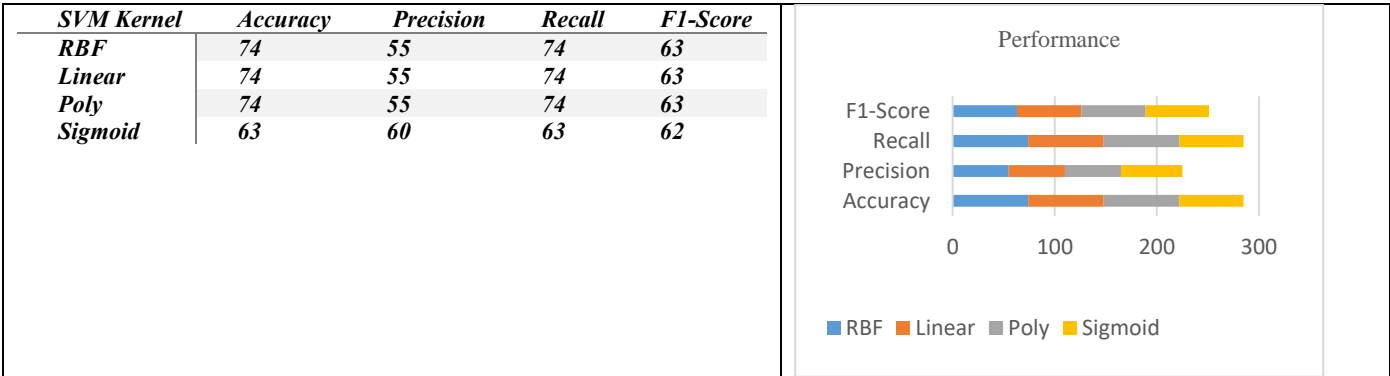 SVM Kernel Accuracy Precision Recall F1-Score
RBF 74 55 74 63
Linear 74 55 74 63
Poly 74 55 74 63
Sigmoid 63 60 63 62
Performance
F1-Score
Recall
Precision
Accuracy
0 100 200 300
RBF Linear Poly Sigmoid